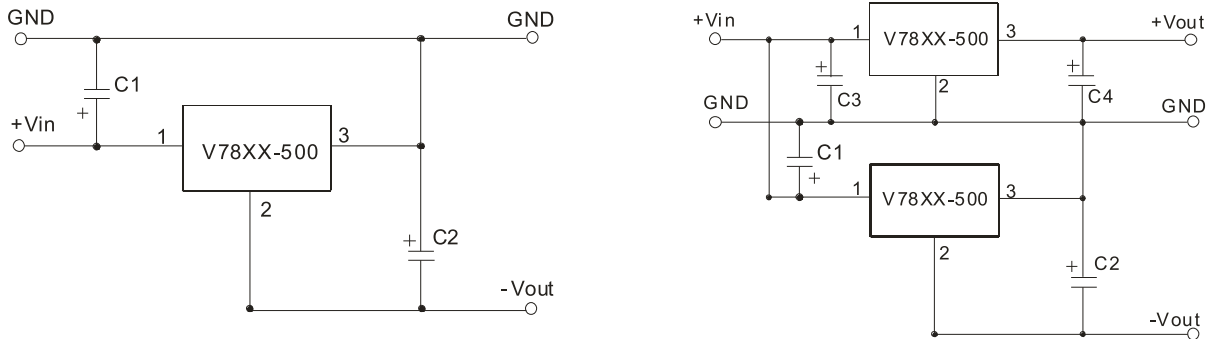 GND
GND
C1
+
+Vin
1
V78XX-500
3
2
+
C2
-Vout
+Vin
1
V78XX-500
3
+Vout
+
C3
2
+
C4
GND
GND
C1
+
1
V78XX-500
3
2
+
C2
-Vout